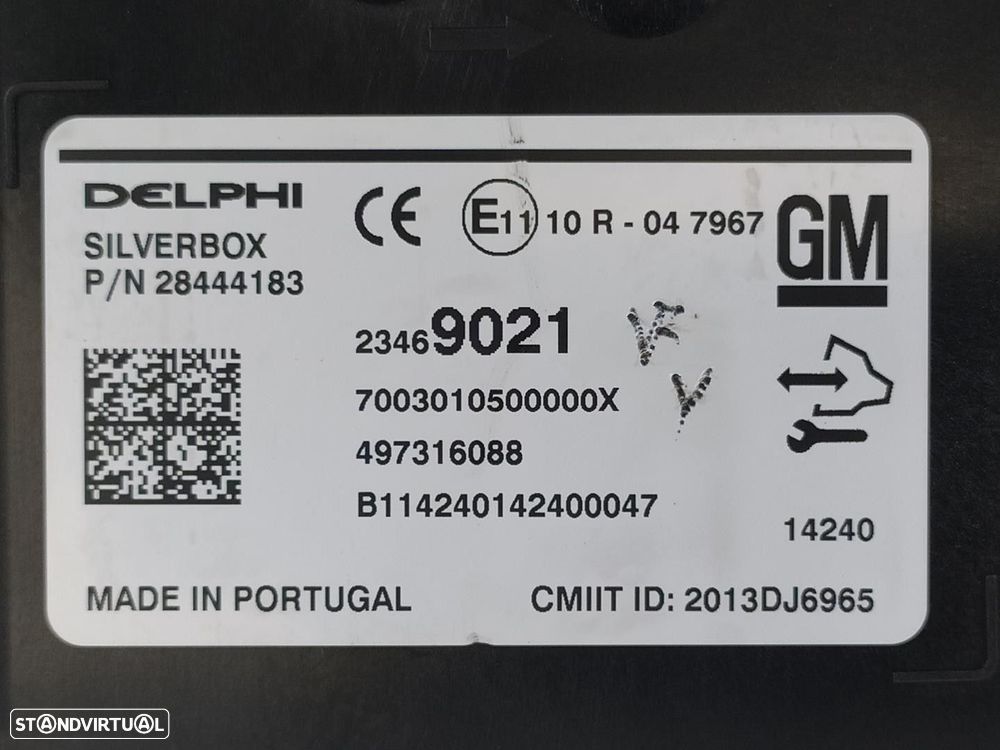 DELPHI
SILVERBOX
P/N 28444183
CE E11 10 R - 04 7967
GM
23469021
7003010500000X
497316088
B114240142400047
14240
MADE IN PORTUGAL
CMIIT ID: 2013DJ6965
STANDVIRTUAL